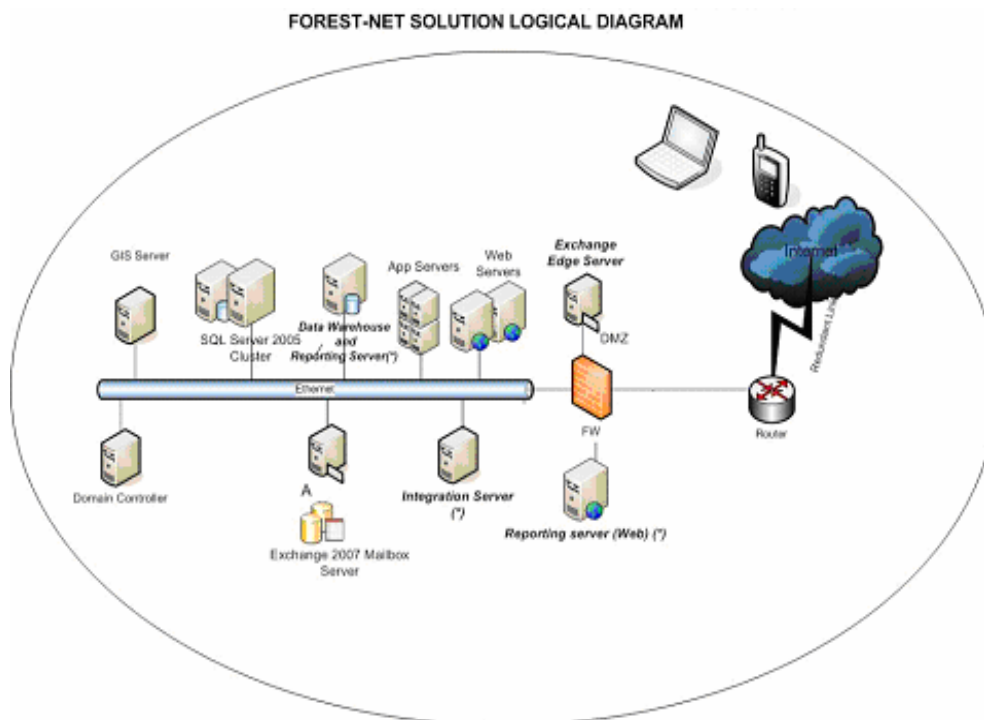 FOREST-NET SOLUTION LOGICAL DIAGRAM
Internet
Redundant Line
GIS Server
SQL Server 2005
Cluster
Data Warehouse
and
Reporting Server(*)
App Servers
Web
Servers
Exchange
Edge Server
DMZ
Ethernet
FW
Router
Domain Controller
A
Exchange 2007 Mailbox
Server
Integration Server
(*)
Reporting server (Web) (*)